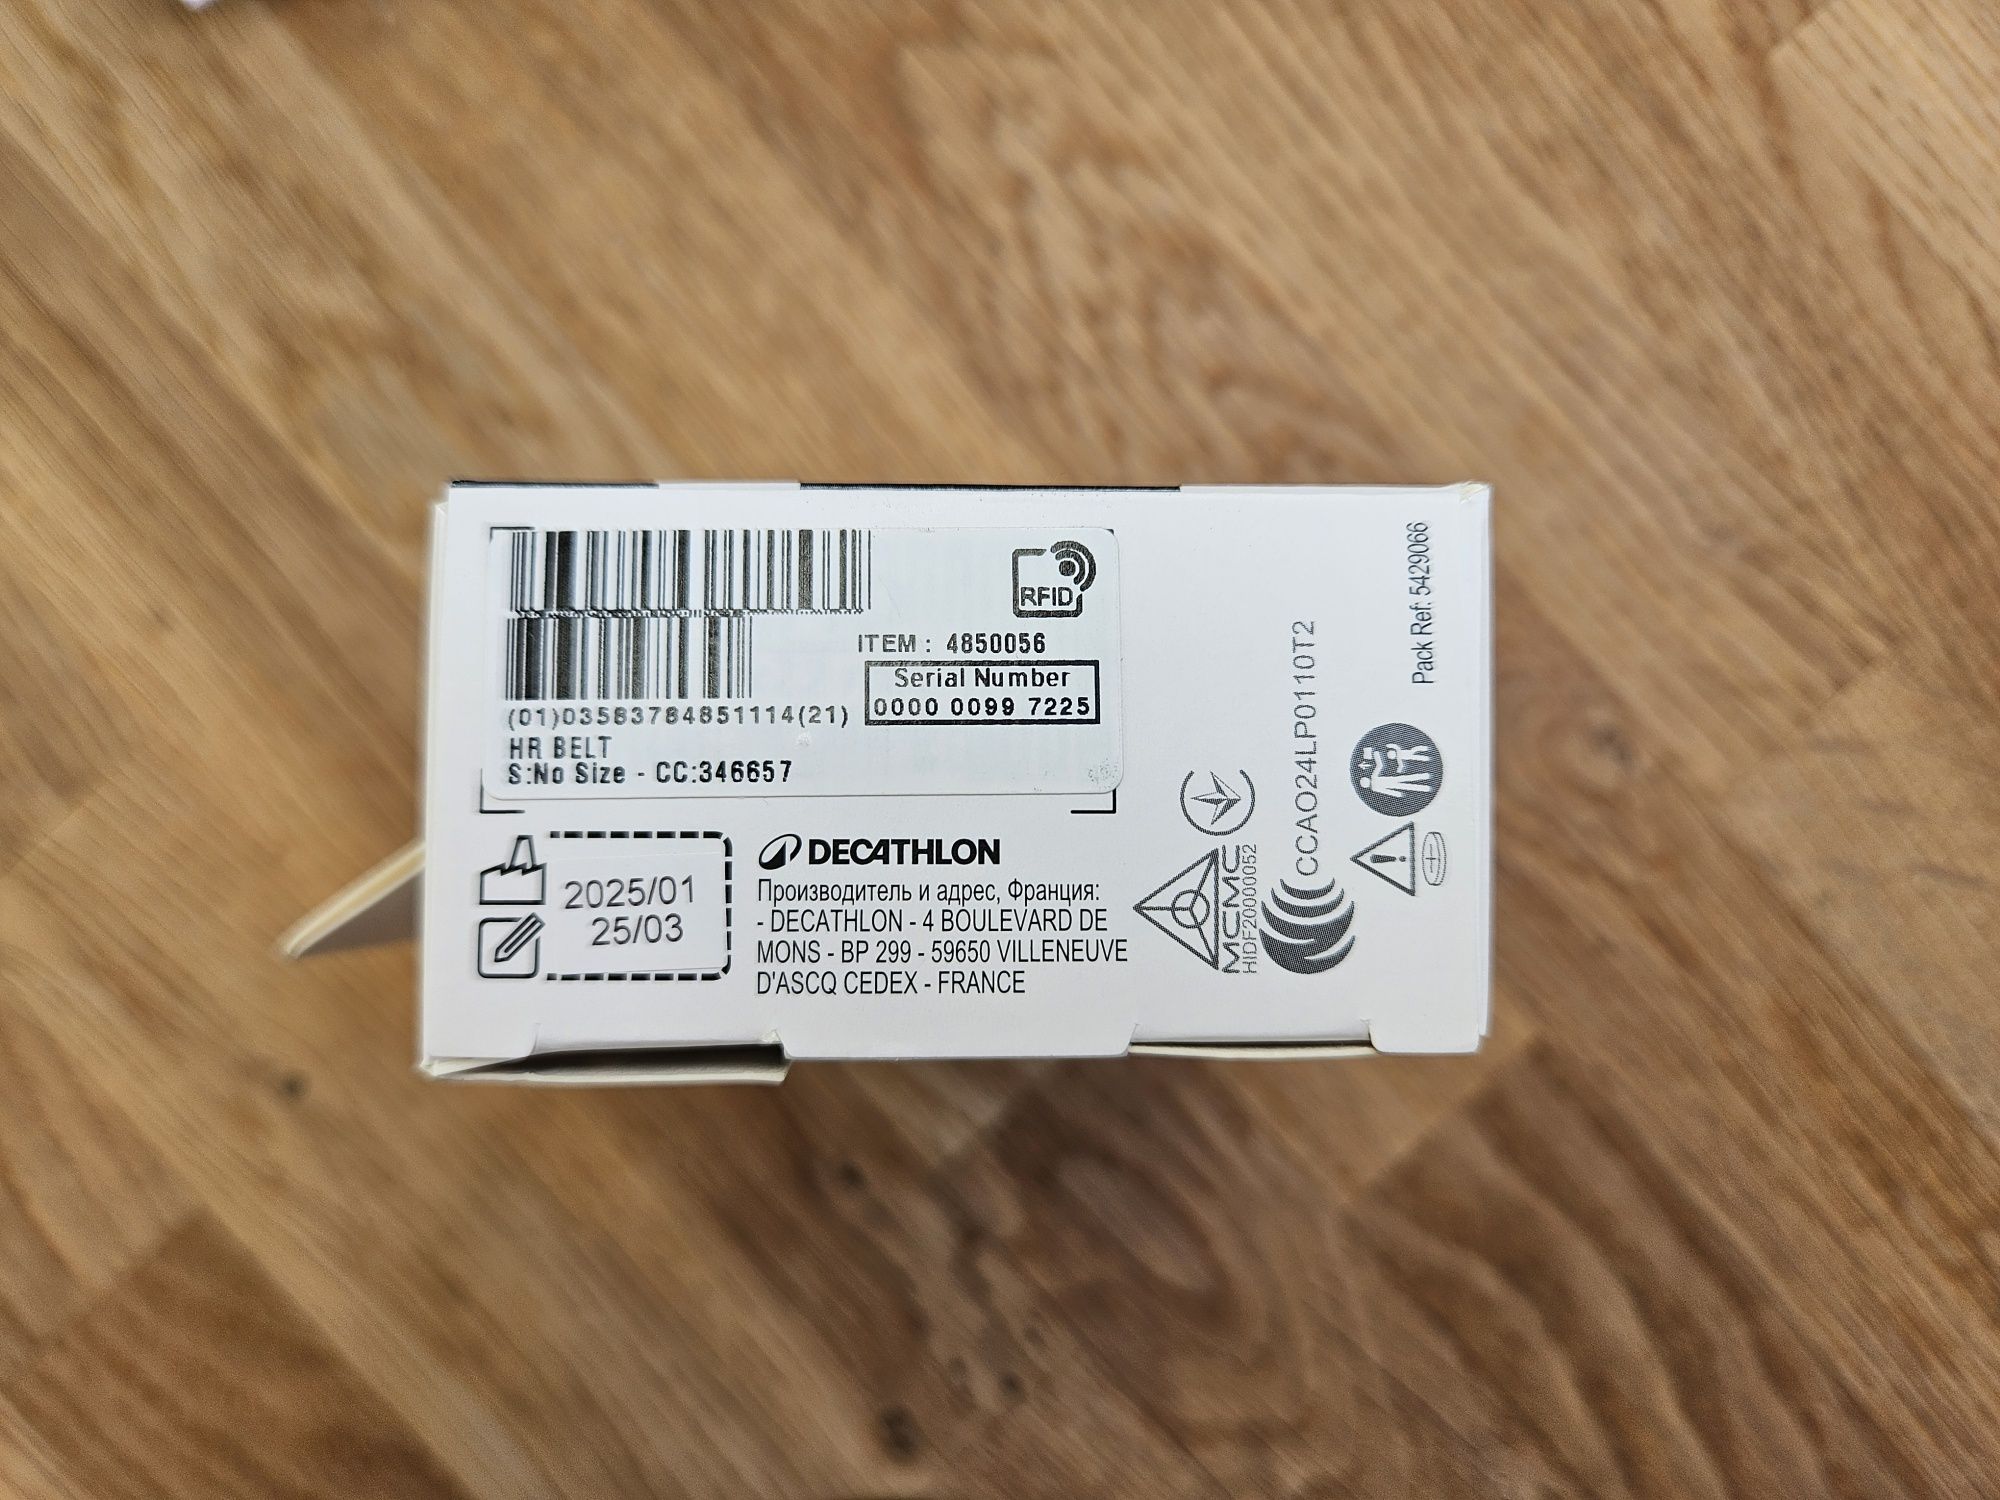 RFID
ITEM : 4850056
Serial Number
0000 0099 7225
(01)03583784851114(21)
HR BELT
S:No Size - CC:346657
2025/01
25/03
DECATHLON
Производитель и адрес, Франция:
- DECATHLON - 4 BOULEVARD DE
MONS - BP 299 - 59650 VILLENEUVE
D'ASCQ CEDEX - FRANCE
MCMC
HIDF20000052
CCAO24LP0110T2
Pack Ref: 5429066